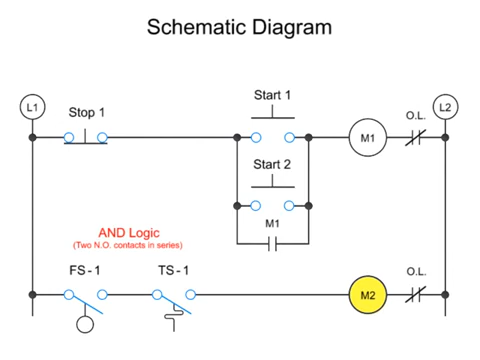 Schematic Diagram
L1
Stop 1
Start 1
L2
O.L.
M1
Start 2
M1
AND Logic
(Two N.O. contacts in series)
FS - 1
TS - 1
O.L.
M2